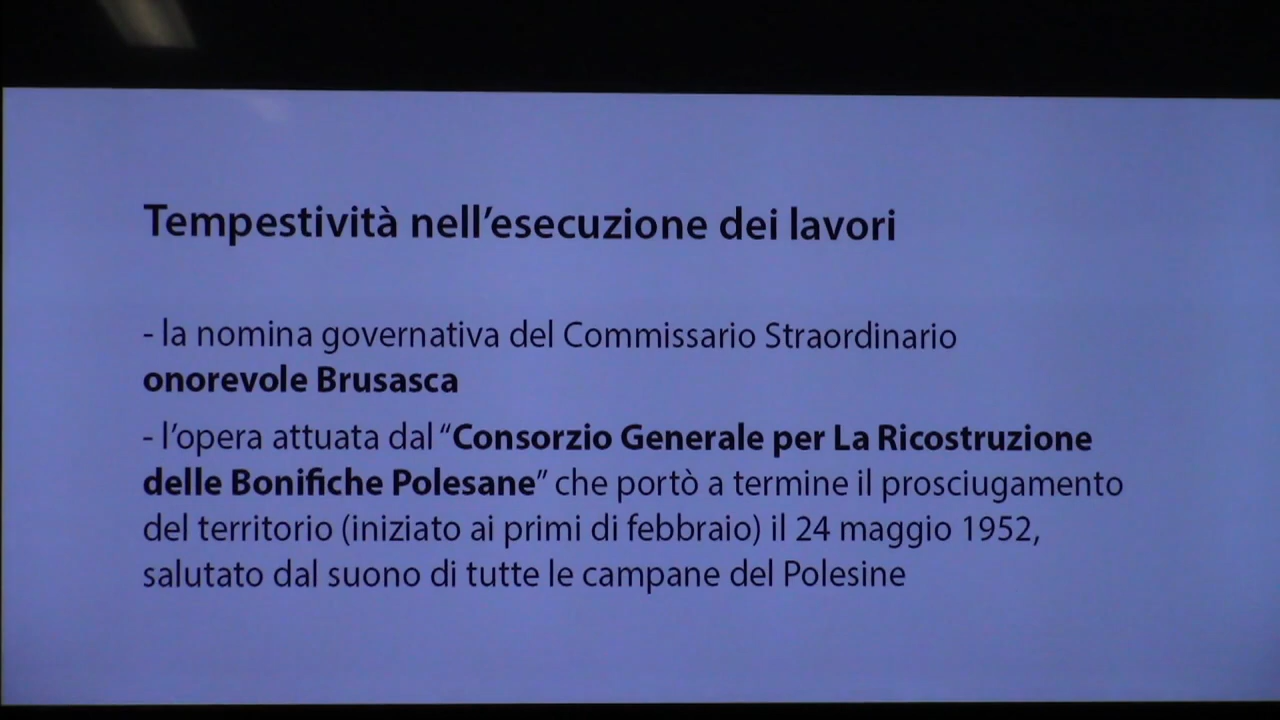 Tempestività nell’esecuzione dei lavori
- la nomina governativa del Commissario Straordinario
onorevole Brusasca
- l’opera attuata dal “Consorzio Generale per La Ricostruzione
delle Bonifiche Polesane” che portò a termine il prosciugamento
del territorio (iniziato ai primi di febbraio) il 24 maggio 1952,
salutato dal suono di tutte le campane del Polesine